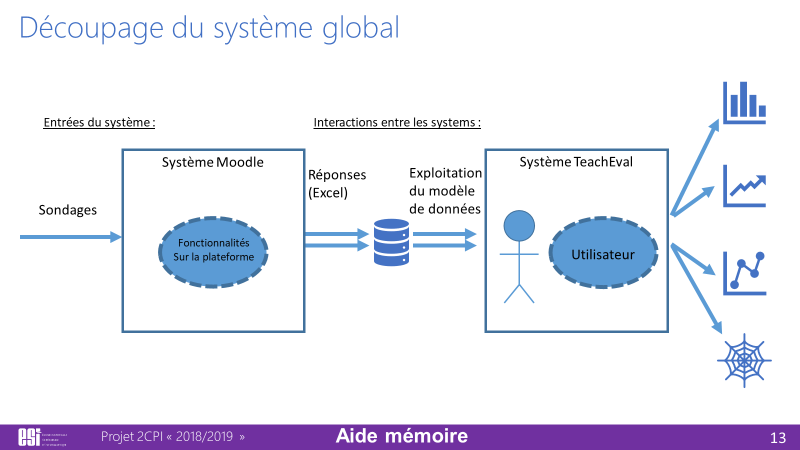 Découpage du système global
Entrées du système :
Interactions entre les systems :
Système Moodle
Sondages
Fonctionnalités
Sur la plateforme
Réponses
(Excel)
Exploitation
du modèle
de données
Système TeachEval
Utilisateur
esi
Projet 2CPI « 2018/2019 »
Aide mémoire
13